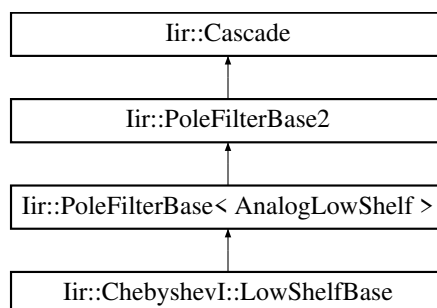 Iir::Cascade
Iir::PoleFilterBase2
Iir::PoleFilterBase< AnalogLowShelf >
Iir::ChebyshevI::LowShelfBase